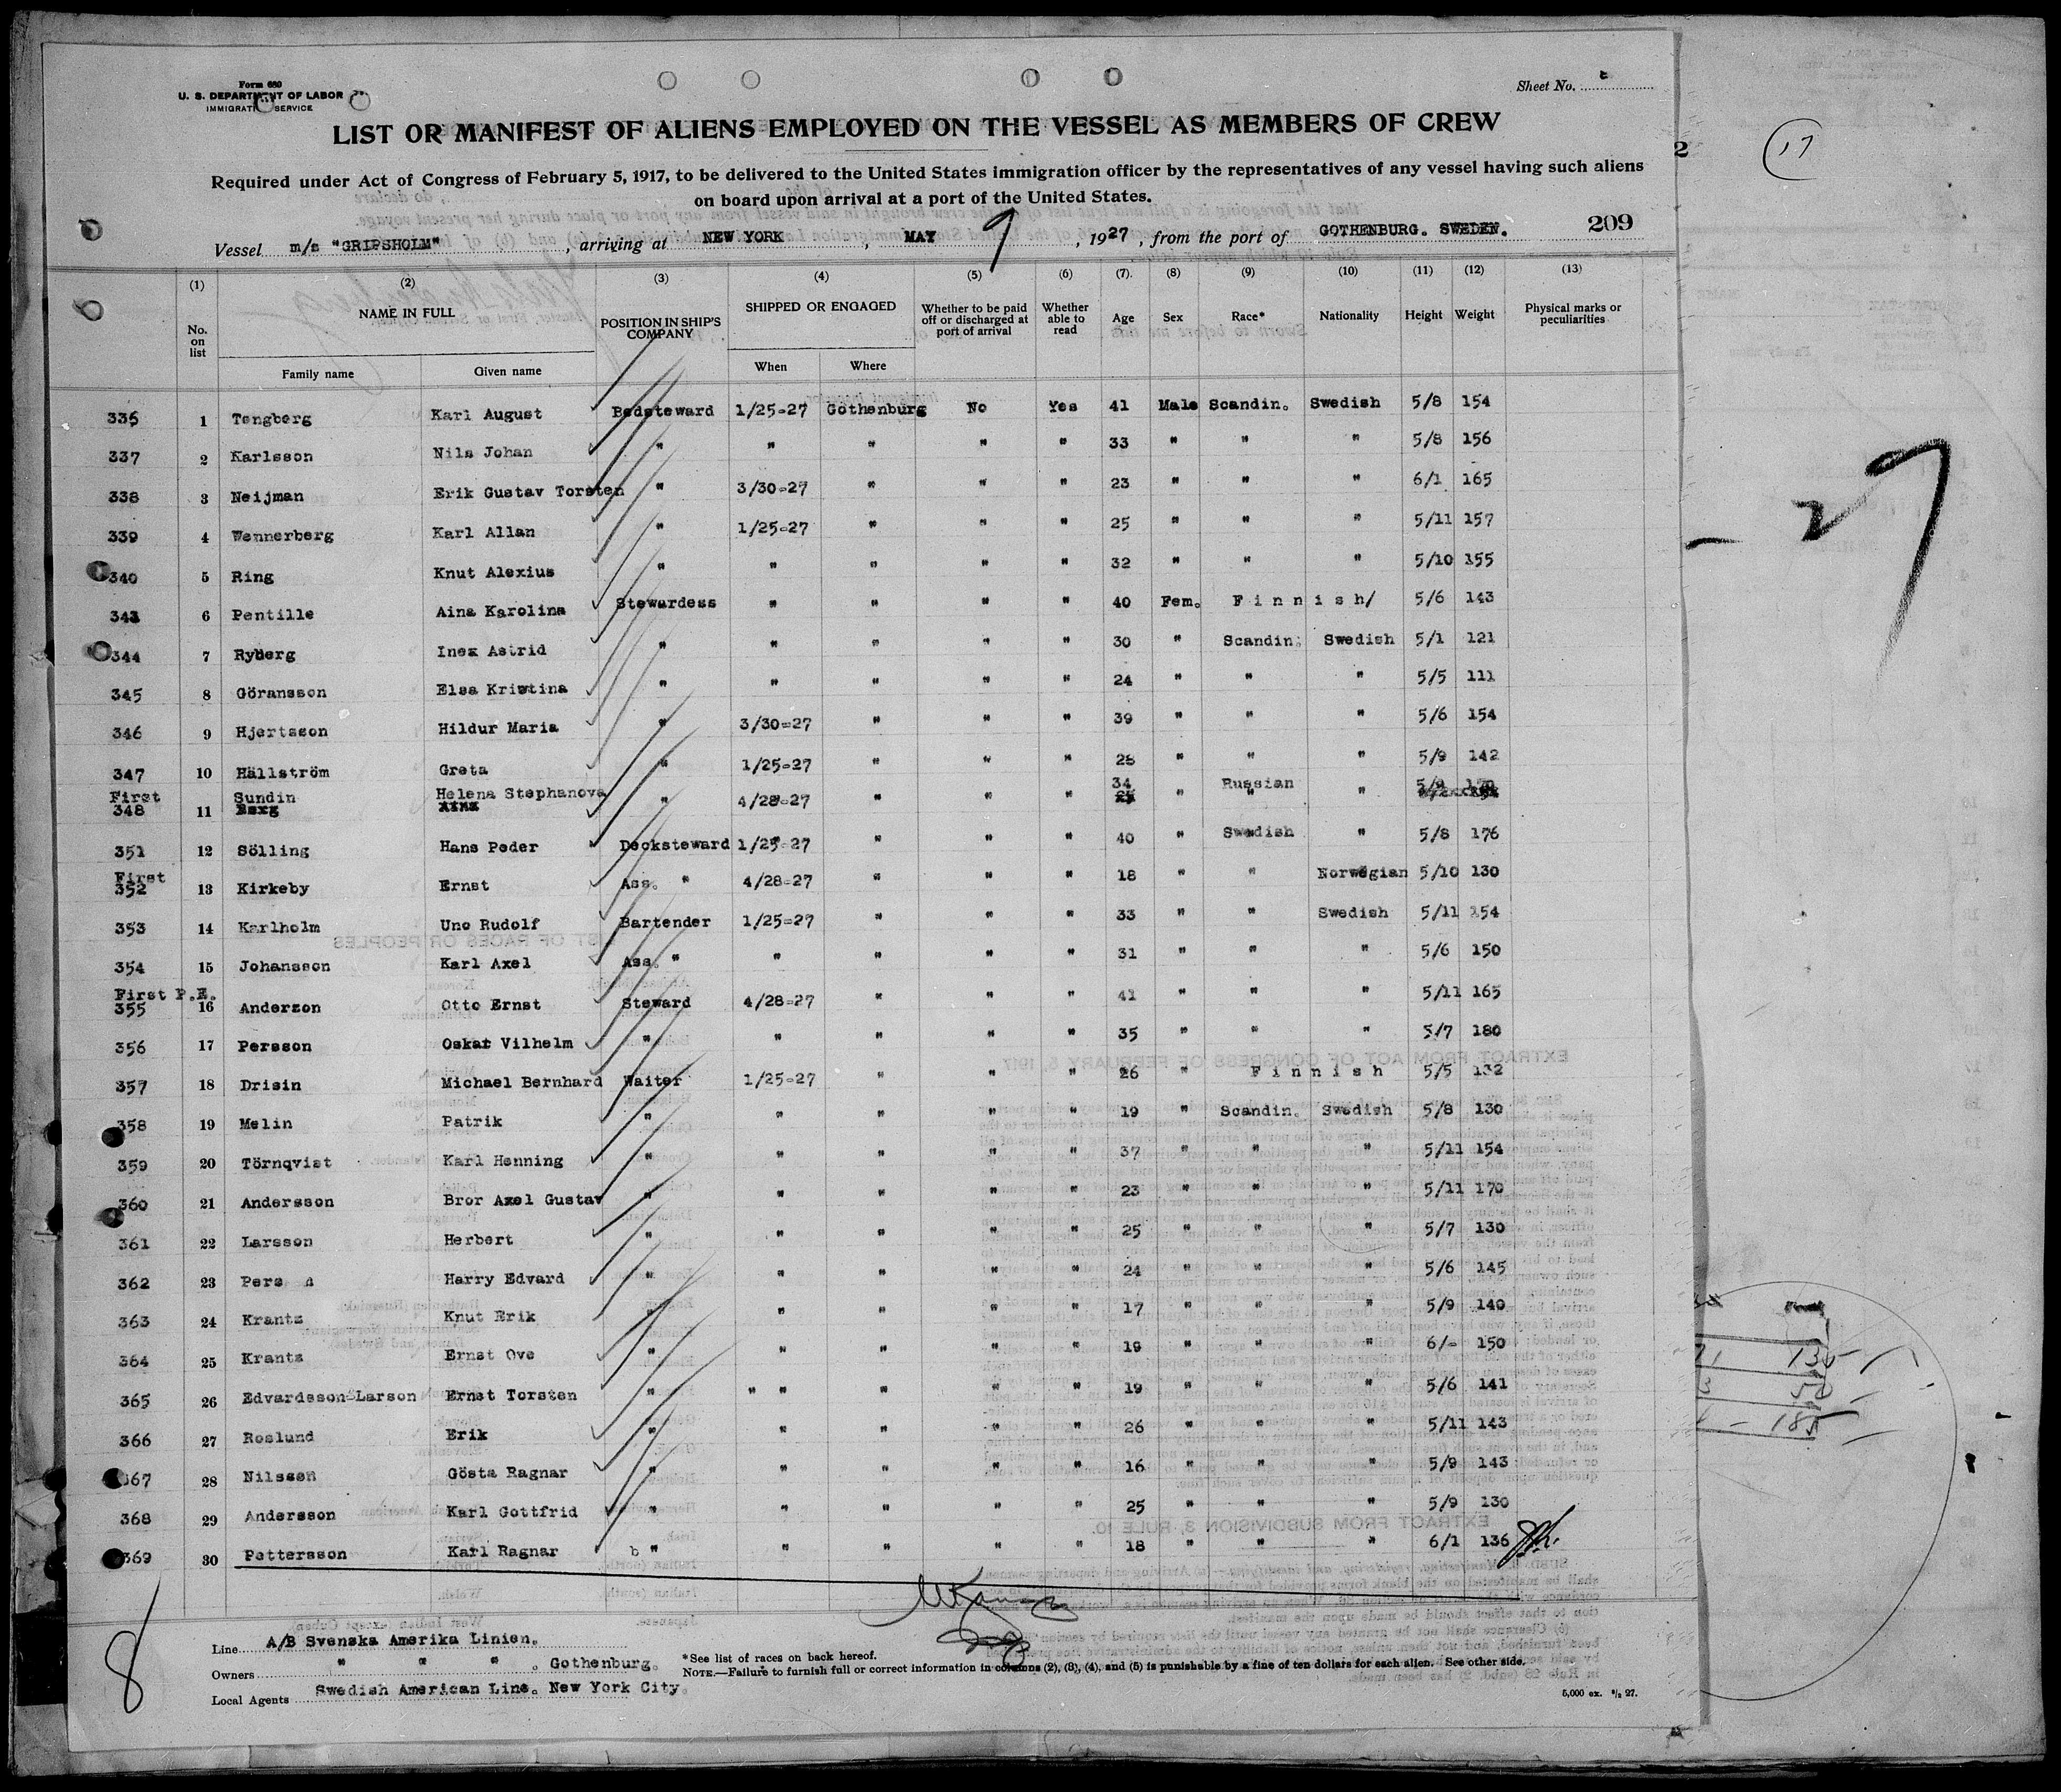 Form 680
U. S. DEPARTMENT OF LABOR
IMMIGRATION SERVICE
Sheet No.
LIST OR MANIFEST OF ALIENS EMPLOYED ON THE VESSEL AS MEMBERS OF CREW
Required under Act of Congress of February 5, 1917, to be delivered to the United States immigration officer by the representatives of any vessel having such aliens
on board upon arrival at a port of the United States.
Vessel m/s "GRIPSHOLM", arriving at NEW YORK, MAY 9, 1927, from the port of GOTHENBURG. SWEDEN. 209
(1) (2) (3) (4) (5) (6) (7) (8) (9) (10) (11) (12) (13)
No. on list NAME IN FULL POSITION IN SHIP'S COMPANY SHIPPED OR ENGAGED Whether to be paid off or discharged at port of arrival Whether able to read Age Sex Race* Nationality Height Weight Physical marks or peculiarities
Family name Given name When Where
335 1 Tengberg Karl August Bedsteward 1/25-27 Gothenburg No Yes 41 Male Scandin. Swedish 5/8 154
337 2 Karlsson Nils Johan " " " " " 33 " " " 5/8 156
338 3 Neijman Erik Gustav Torsten " 3/30-27 " " " 23 " " " 6/1 165
339 4 Wennerberg Karl Allan " 1/25-27 " " " 25 " " " 5/11 157
340 5 Ring Knut Alexius " " " " " 32 " " " 5/10 155
343 6 Pentille Aina Karolina Stewardess " " " " 40 Fem. Finnish/ 5/6 143
344 7 Ryberg Inez Astrid " " " " " 30 " Scandin. Swedish 5/1 121
345 8 Göransson Elsa Kristina " " " " " 24 " " " 5/5 111
346 9 Hjertsson Hildur Maria " 3/30-27 " " " 39 " " " 5/6 154
347 10 Hällström Greta " 1/25-27 " " " 28 " " " 5/9 142
First Sundin Helena Stephanova 34 Russian 5/9
348 11 " 4/28-27 " " " " " "
351 12 Sölling Hans Peder Decksteward 1/25-27 " " " 40 " Swedish " 5/8 176
First
352 13 Kirkeby Ernst Ass. " 4/28-27 " " " 18 " " Norwegian 5/10 130
353 14 Karlholm Uno Rudolf Bartender 1/25-27 " " " 33 " " Swedish 5/11 154
354 15 Johansson Karl Axel Ass. " " " " " 31 " " " 5/6 150
First P.E.
355 16 Anderzon Otto Ernst Steward 4/28-27 " " " 41 " " " 5/11 165
356 17 Persson Oskar Vilhelm " " " " " 35 " " " 5/7 180
357 18 Drisin Michael Bernhard Waiter 1/25-27 " " " 26 " Finnish 5/5 132
358 19 Melin Patrik " " " " " 19 " Scandin. Swedish 5/8 130
359 20 Törnqvist Karl Henning " " " " " 37 " " " 5/11 154
360 21 Andersson Bror Axel Gustav " " " " " 23 " " " 5/11 170
361 22 Larsson Herbert " " " " " 25 " " " 5/7 130
362 23 Pers n Harry Edvard " " " " " 24 " " " 5/6 145
363 24 Krantz Knut Erik " " " " " 17 " " " 5/9 140
364 25 Krantz Ernst Ove " " " " " 19 " " " 6/- 150
365 26 Edvardsson-Larson Ernst Torsten " " " " " " 19 " " " 5/6 141
366 27 Roslund Erik " " " " " 26 " " " 5/11 143
367 28 Nilsson Gösta Ragnar " " " " " 16 " " " 5/9 143
368 29 Andersson Karl Gottfrid " " " " " 25 " " " 5/9 130
369 30 Pettersson Karl Ragnar " " " " " 18 " " " 6/1 136
Line A/B Svenska Amerika Linien.
Owners " " " . Gothenburg.
Local Agents Swedish American Line. New York City.
*See list of races on back hereof.
NOTE.—Failure to furnish full or correct information in columns (2), (3), (4), and (5) is punishable by a fine of ten dollars for each alien. See other side.
5,000 ex. 2/2 27.
8
2
17
- 27
135
185